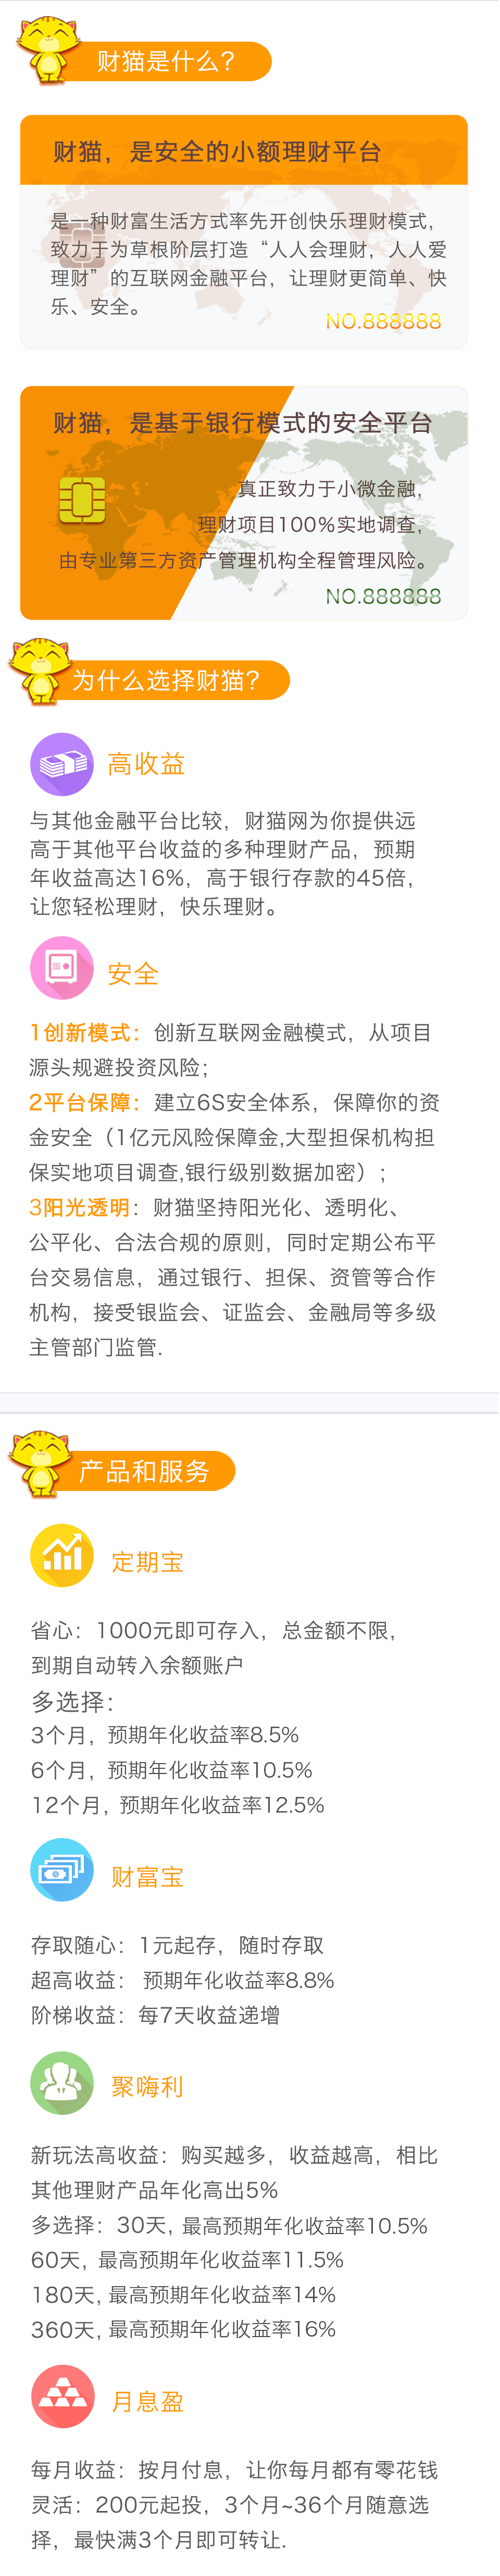 财猫是什么?
财猫，是安全的小额理财平台
是一种财富生活方式率先开创快乐理财模式，
致力于为草根阶层打造“人人会理财，人人爱
理财”的互联网金融平台，让理财更简单、快
乐、安全。
NO.888888
财猫，是基于银行模式的安全平台
真正致力于小微金融，
理财项目100%实地调查，
由专业第三方资产管理机构全程管理风险。
NO.888888
为什么选择财猫?
高收益
与其他金融平台比较，财猫网为你提供远
高于其他平台收益的多种理财产品，预期
年收益高达16%，高于银行存款的45倍，
让您轻松理财，快乐理财。
安全
1创新模式：创新互联网金融模式，从项目
源头规避投资风险；
2平台保障：建立6S安全体系，保障你的资
金安全（1亿元风险保障金,大型担保机构担
保实地项目调查,银行级别数据加密）；
3阳光透明：财猫坚持阳光化、透明化、
公平化、合法合规的原则，同时定期公布平
台交易信息，通过银行、担保、资管等合作
机构，接受银监会、证监会、金融局等多级
主管部门监管.
产品和服务
定期宝
省心：1000元即可存入，总金额不限，
到期自动转入余额账户
多选择：
3个月，预期年化收益率8.5%
6个月，预期年化收益率10.5%
12个月，预期年化收益率12.5%
财富宝
存取随心：1元起存，随时存取
超高收益： 预期年化收益率8.8%
阶梯收益：每7天收益递增
聚嗨利
新玩法高收益：购买越多，收益越高，相比
其他理财产品年化高出5%
多选择：30天, 最高预期年化收益率10.5%
60天, 最高预期年化收益率11.5%
180天, 最高预期年化收益率14%
360天, 最高预期年化收益率16%
月息盈
每月收益：按月付息，让你每月都有零花钱
灵活：200元起投，3个月~36个月随意选
择，最快满3个月即可转让.